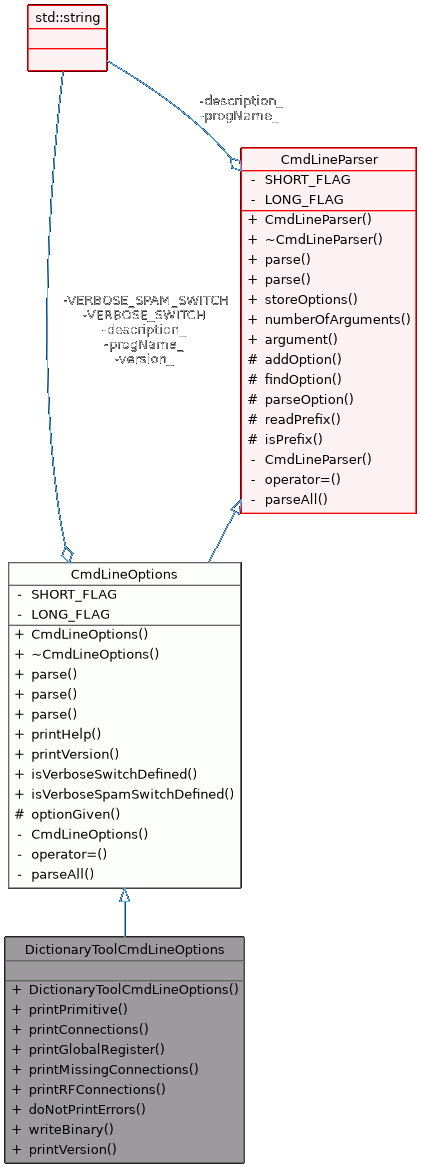 std::string
-description_
-progName_
CmdLineParser
- SHORT_FLAG
- LONG_FLAG
+ CmdLineParser()
+ ~CmdLineParser()
+ parse()
+ parse()
+ storeOptions()
+ numberOfArguments()
+ argument()
# addOption()
# findOption()
# parseOption()
# readPrefix()
# isPrefix()
- CmdLineParser()
- operator=()
- parseAll()
-VERBOSE_SPAM_SWITCH
-VERBOSE_SWITCH
-description_
-progName_
-version_
CmdLineOptions
- SHORT_FLAG
- LONG_FLAG
+ CmdLineOptions()
+ ~CmdLineOptions()
+ parse()
+ parse()
+ parse()
+ printHelp()
+ printVersion()
+ isVerboseSwitchDefined()
+ isVerboseSpamSwitchDefined()
# optionGiven()
- CmdLineOptions()
- operator=()
- parseAll()
DictionaryToolCmdLineOptions
+ DictionaryToolCmdLineOptions()
+ printPrimitive()
+ printConnections()
+ printGlobalRegister()
+ printMissingConnections()
+ printRFConnections()
+ doNotPrintErrors()
+ writeBinary()
+ printVersion()